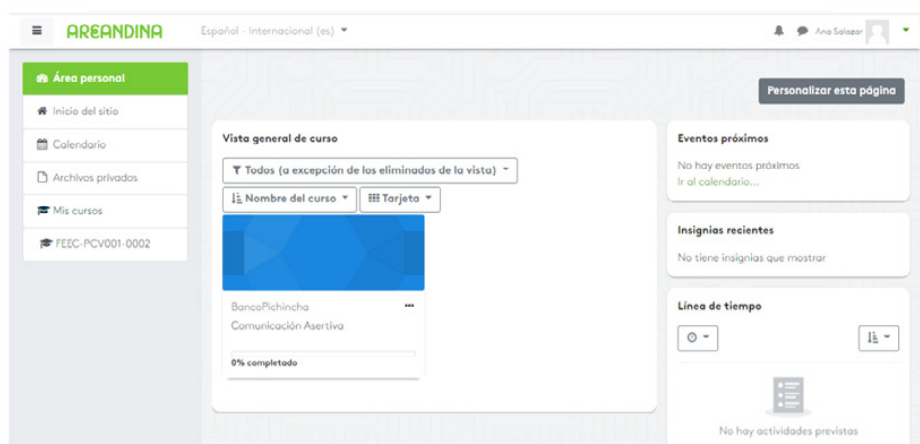 AREANDINA
Español - Internacional (es)
Ana Salazar
Área personal
Inicio del sitio
Calendario
Archivos privados
Mis cursos
FEEC-PCV001-0002
Personalizar esta página
Vista general de curso
Todos (a excepción de los eliminados de la vista)
Nombre del curso
Tarjeta
BancoPichincha
Comunicación Asertiva
0% completado
Eventos próximos
No hay eventos próximos
Ir al calendario...
Insignias recientes
No tiene insignias que mostrar
Línea de tiempo
No hay actividades previstas